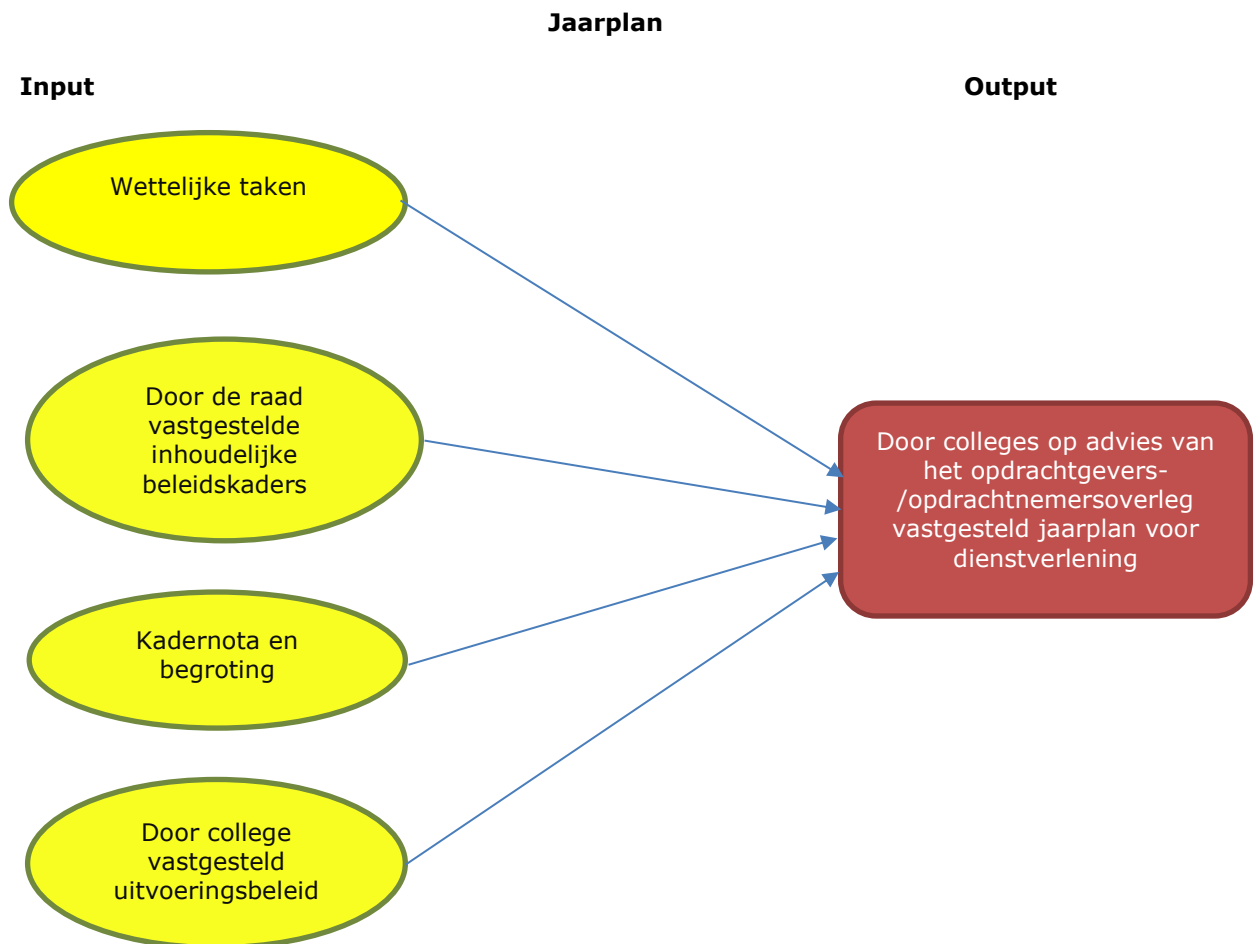 Jaarplan
Input
Output
Wettelijke taken
Door de raad
vastgestelde
inhoudelijke
beleidskaders
Kadernota en
begroting
Door college
vastgesteld
uitvoeringsbeleid
Door colleges op advies van
het opdrachtgevers-
/opdrachtnemersoverleg
vastgesteld jaarplan voor
dienstverlening